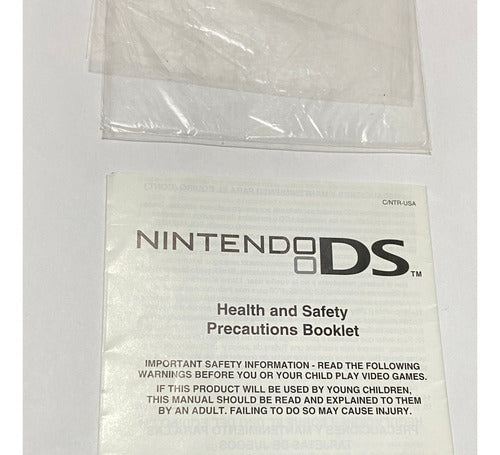 C/NTR-USA
NINTENDO DS™
Health and Safety
Precautions Booklet
IMPORTANT SAFETY INFORMATION - READ THE FOLLOWING
WARNINGS BEFORE YOU OR YOUR CHILD PLAY VIDEO GAMES.
IF THIS PRODUCT WILL BE USED BY YOUNG CHILDREN,
THIS MANUAL SHOULD BE READ AND EXPLAINED TO THEM
BY AN ADULT. FAILING TO DO SO MAY CAUSE INJURY.